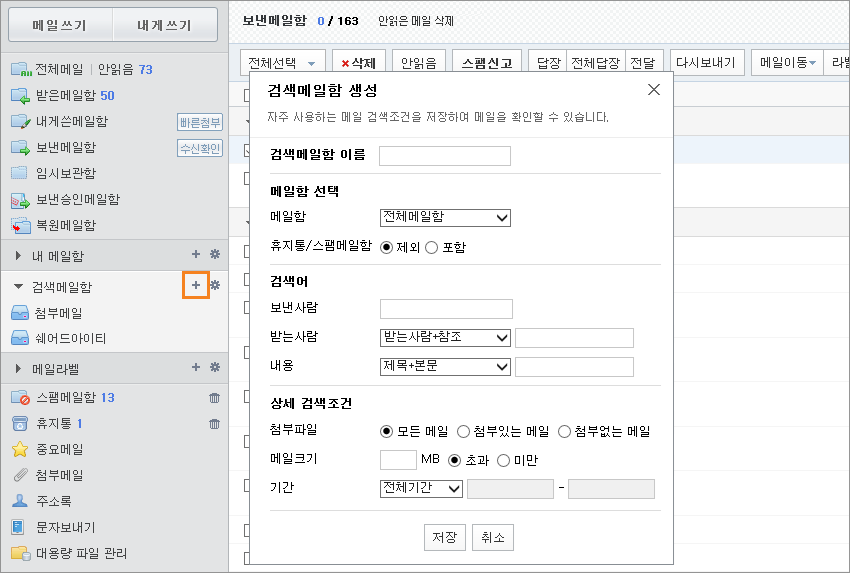 메일쓰기 내게쓰기
전체메일 | 안읽음 73
받은메일함 50
내게쓴메일함 빠른첨부
보낸메일함 수신확인
임시보관함
보낸승인메일함
복원메일함
내 메일함
검색메일함
첨부메일
쉐어드아이티
메일라벨
스팸메일함 13
휴지통 1
중요메일
첨부메일
주소록
문자보내기
대용량 파일 관리
보낸메일함 0 / 163 안읽은 메일 삭제
전체선택 삭제 안읽음 스팸신고 답장 전체답장 전달 다시보내기 메일이동
검색메일함 생성
자주 사용하는 메일 검색조건을 저장하여 메일을 확인할 수 있습니다.
검색메일함 이름
메일함 선택
메일함 전체메일함
휴지통/스팸메일함 제외 포함
검색어
보낸사람
받는사람 받는사람+참조
내용 제목+본문
상세 검색조건
첨부파일 모든 메일 첨부있는 메일 첨부없는 메일
메일크기 MB 초과 미만
기간 전체기간 -
저장 취소